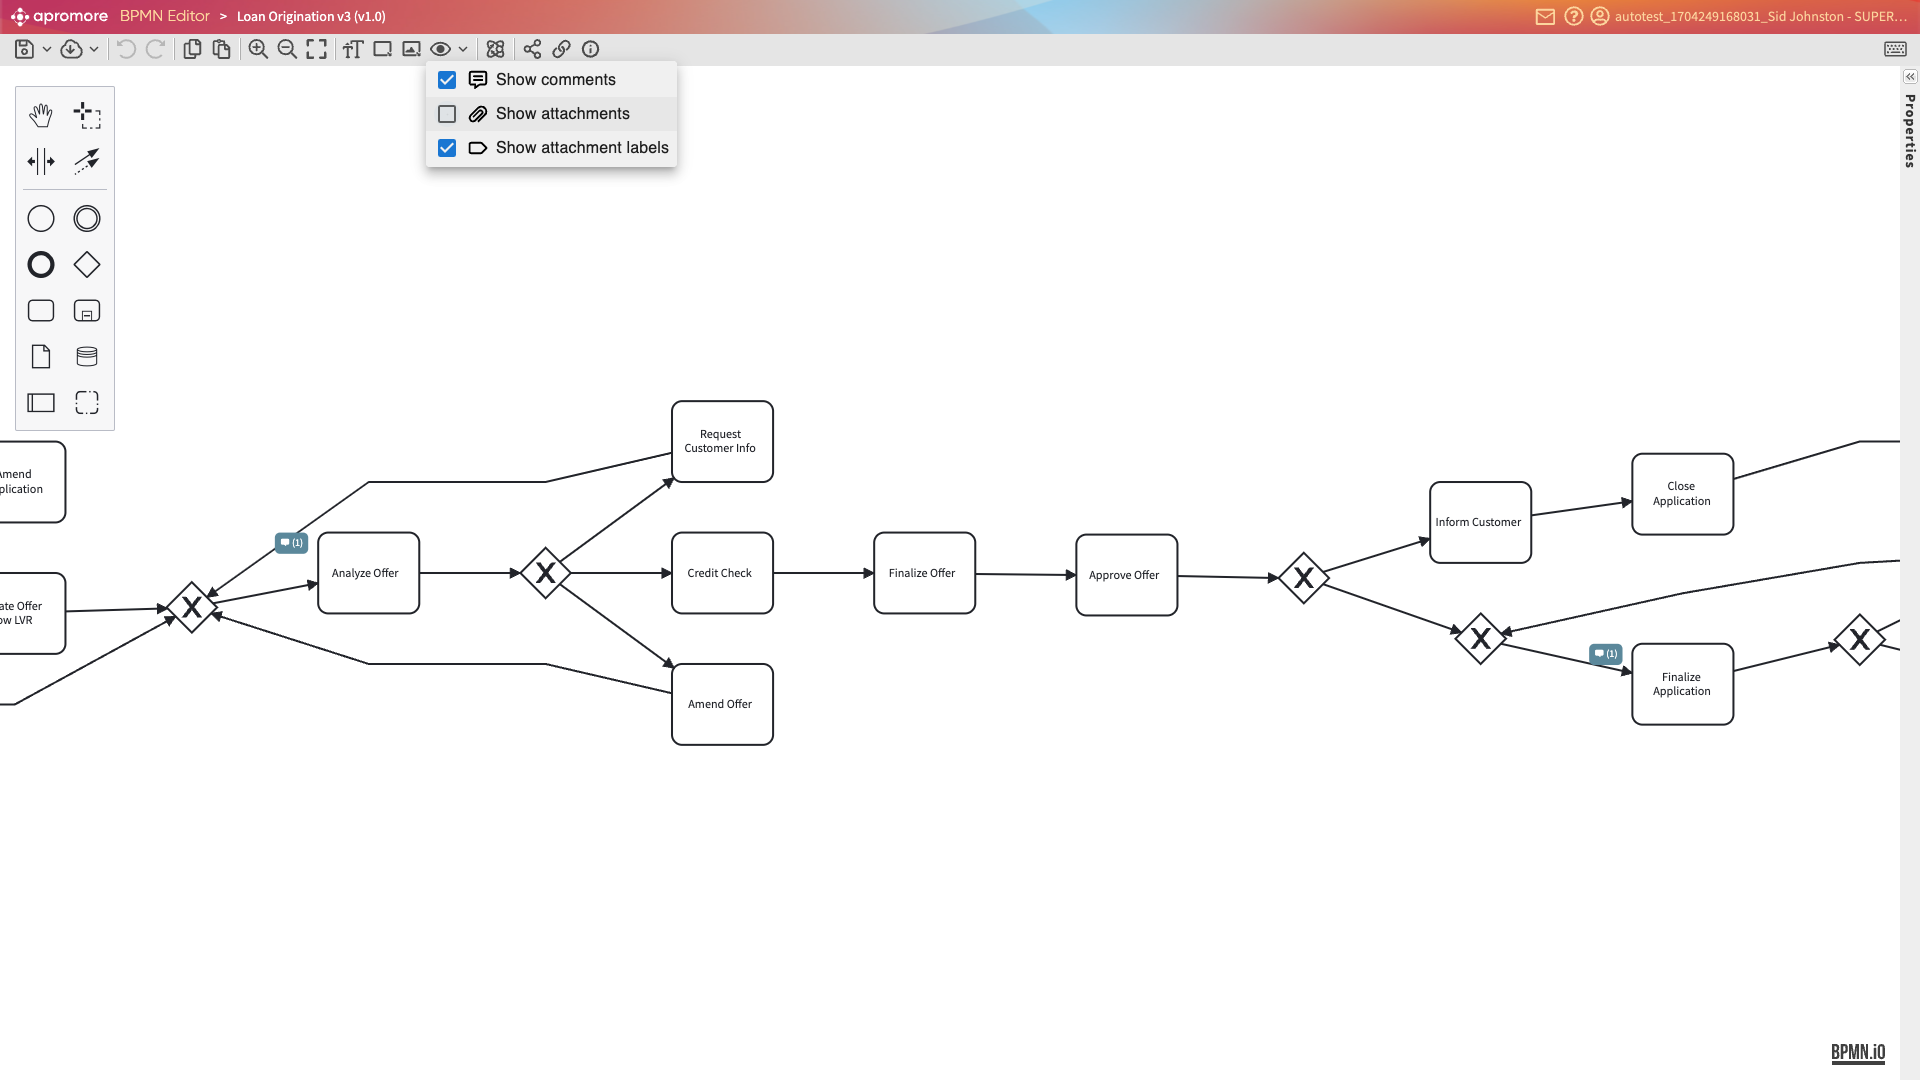 apromore BPMN Editor > Loan Origination v3 (v1.0)
autotest_1704249168031_Sid Johnston - SUPER...
Show comments
Show attachments
Show attachment labels
Properties
Request
Customer Info
Amend
plication
Close
Application
Inform Customer
(1)
Analyze Offer
X
Credit Check
Finalize Offer
Approve Offer
X
ate Offer
ow LVR
X
X
X
(1)
Finalize
Application
Amend Offer
BPMN.iO